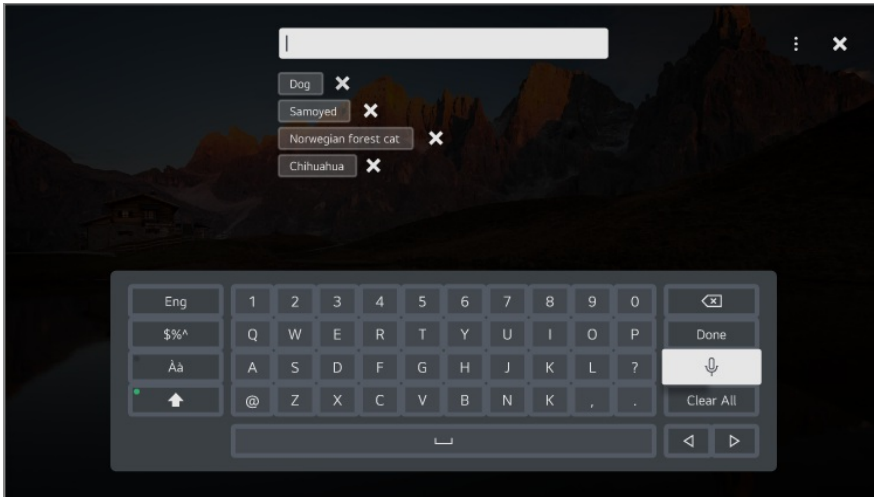 Dog
Samoyed
Norwegian forest cat
Chihuahua
Eng 1 2 3 4 5 6 7 8 9 0
$%^ Q W E R T Y U I O P Done
Àà A S D F G H J K L ?
@ Z X C V B N K , . Clear All